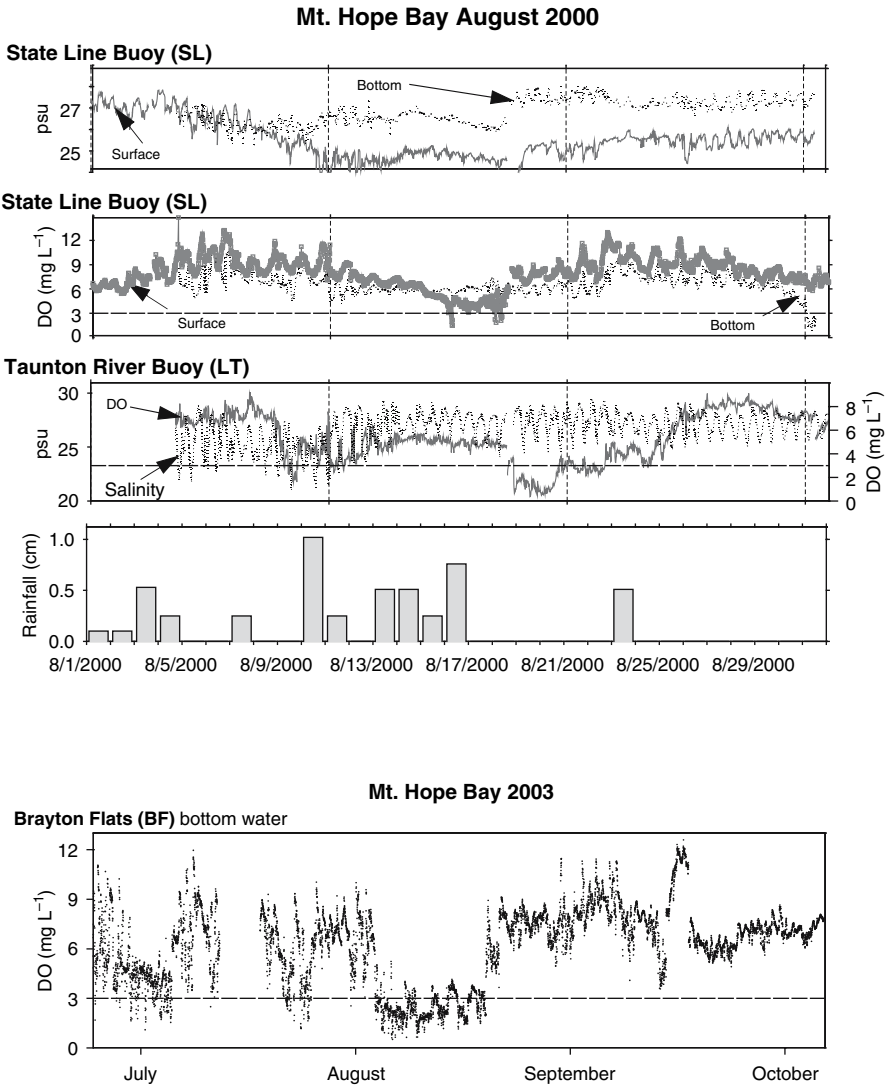 Mt. Hope Bay August 2000
State Line Buoy (SL)
psu
27
25
Bottom
Surface
State Line Buoy (SL)
DO (mg L⁻¹)
12
9
6
3
0
Surface
Bottom
Taunton River Buoy (LT)
psu
30
25
20
DO
Salinity
8
6
4
2
0
DO (mg L⁻¹)
Rainfall (cm)
1.0
0.5
0.0
8/1/2000 8/5/2000 8/9/2000 8/13/2000 8/17/2000 8/21/2000 8/25/2000 8/29/2000
Mt. Hope Bay 2003
Brayton Flats (BF) bottom water
DO (mg L⁻¹)
12
9
6
3
0
July August September October